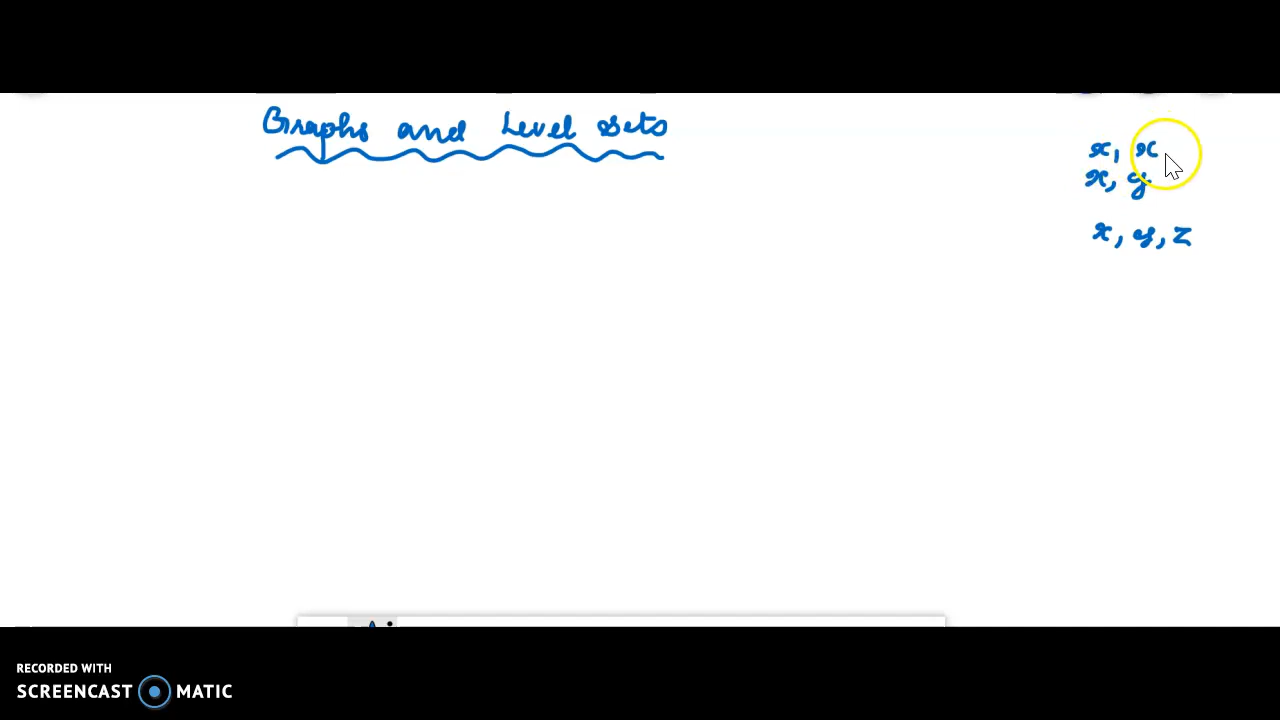 Graphs and Level Sets
x, x
x, y
x, y, z
RECORDED WITH
SCREENCAST MATIC